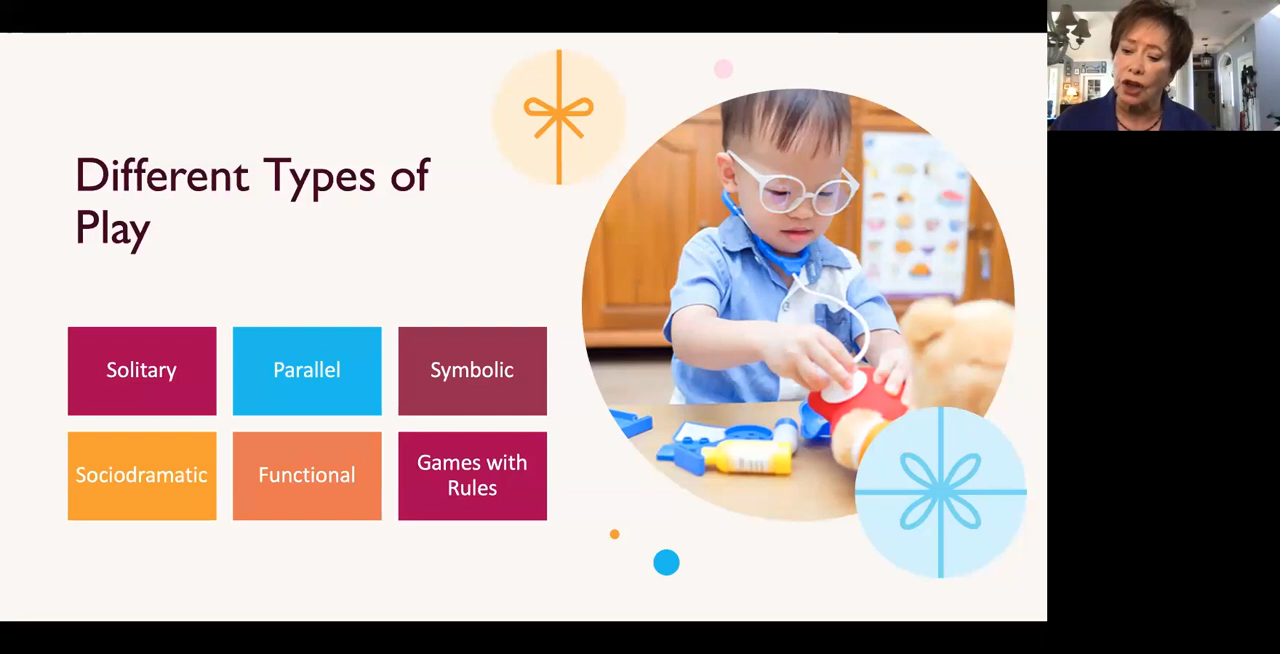 Different Types of
Play
Solitary
Parallel
Symbolic
Sociodramatic
Functional
Games with
Rules